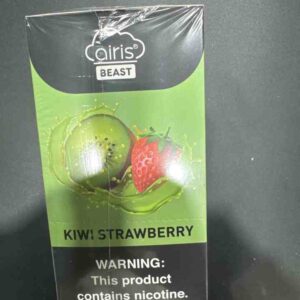 airis®
BEAST
KIWI STRAWBERRY
WARNING:
This product
contains nicotine.